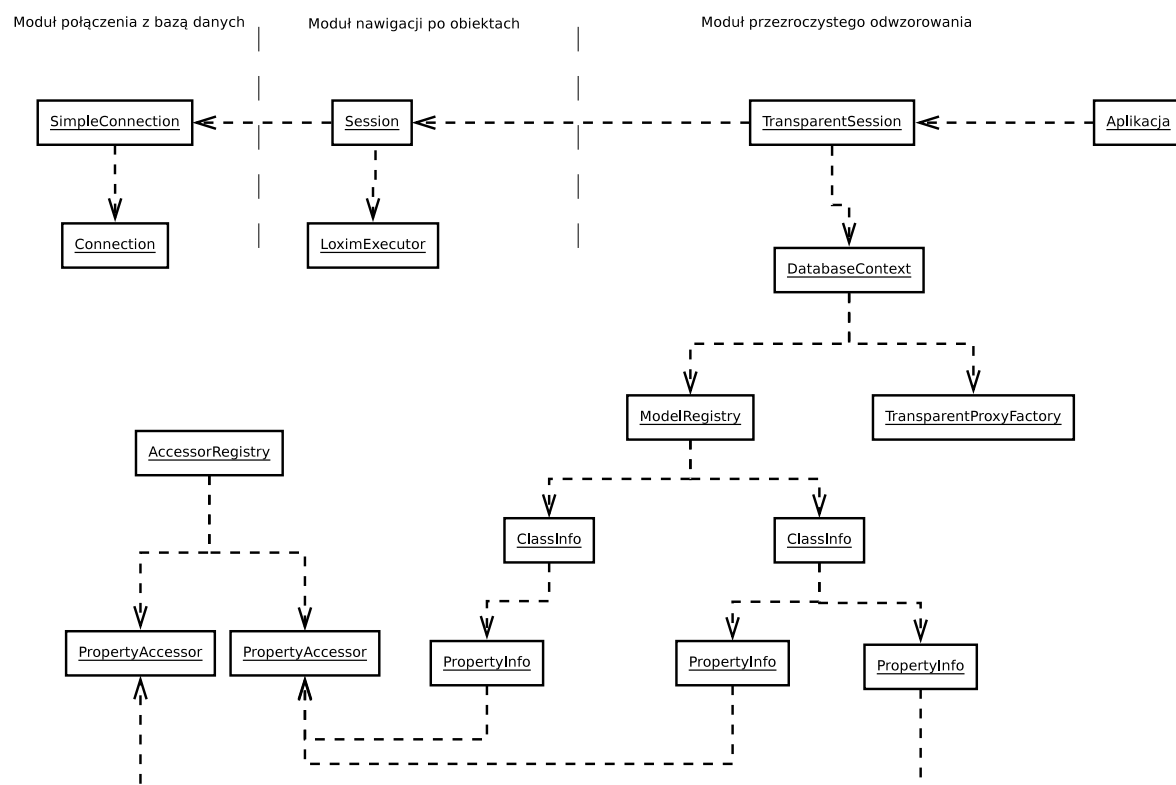 Moduł połączenia z bazą danych
Moduł nawigacji po obiektach
Moduł przezroczystego odwzorowania
SimpleConnection
Session
TransparentSession
Aplikacja
Connection
LoximExecutor
DatabaseContext
ModelRegistry
TransparentProxyFactory
AccessorRegistry
ClassInfo
ClassInfo
PropertyAccessor
PropertyAccessor
PropertyInfo
PropertyInfo
PropertyInfo